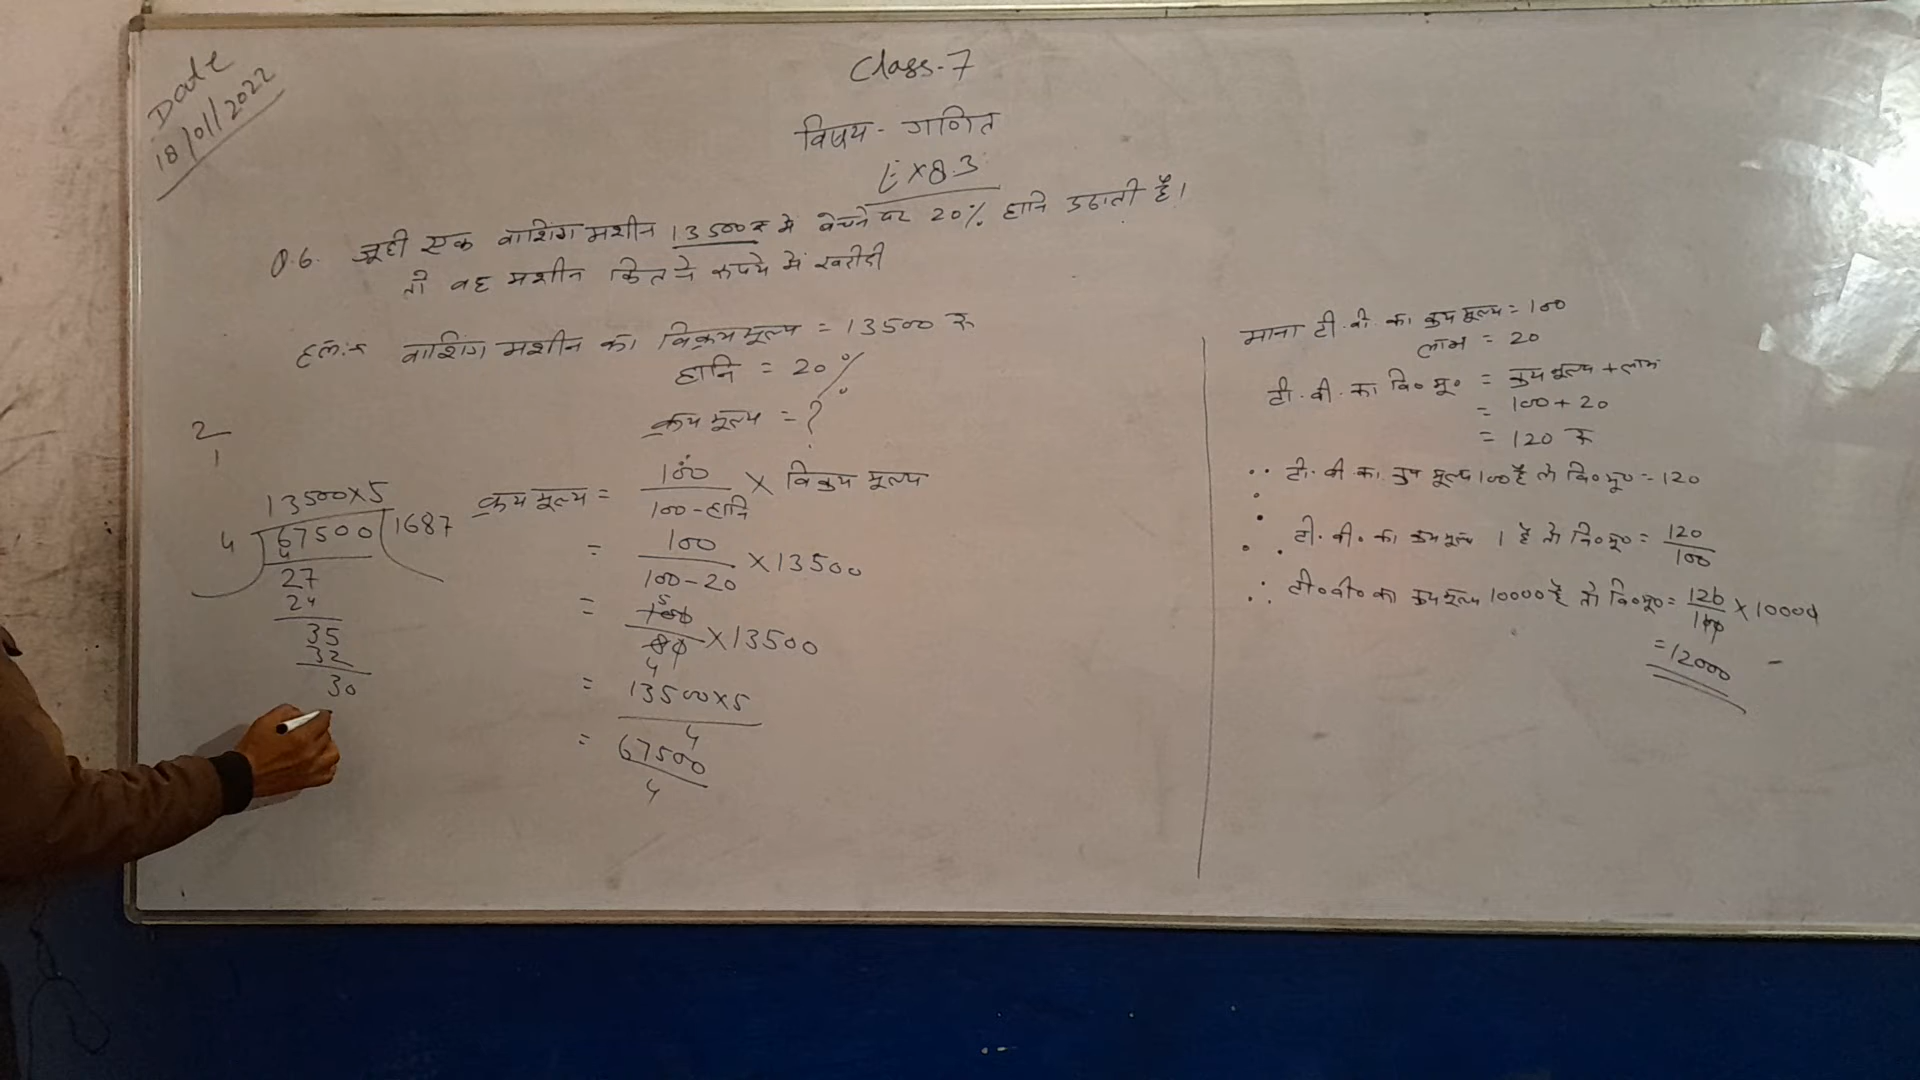 Date
18/01/2022
Class-7
विषय - गणित
Ex 8.3
Q.6. जूही एक वाशिंग मशीन 13500 रु मे बेचने पर 20% हानि उठाती है।
तो वह मशीन कितने रूपये में खरीदी
हल:- वाशिंग मशीन का विक्रय मूल्य = 13500 रु
हानि = 20%
क्रय मूल्य = ?
क्रय मूल्य = 100/100-हानि × विक्रय मूल्य
= 100/100-20 × 13500
= 100/80 × 13500
5
4
= 13500×5/4
= 67500/4
2
1
13500×5
4 ) 67500 ( 1687
4
27
24
35
32
30
माना टी.वी. का क्रय मूल्य = 100
लाभ = 20
टी.वी. का वि० मू० = क्रय मूल्य + लाभ
= 100 + 20
= 120 रु
∵ टी.वी का क्रय मूल्य 100 है तो वि० मू० = 120
∴ टी.वी. का क्रय मूल्य 1 है तो वि० मू० = 120/100
∴ टी०वी० का क्रय मूल्य 10000 है तो वि०मू० = 120/100 × 10000
= 12000